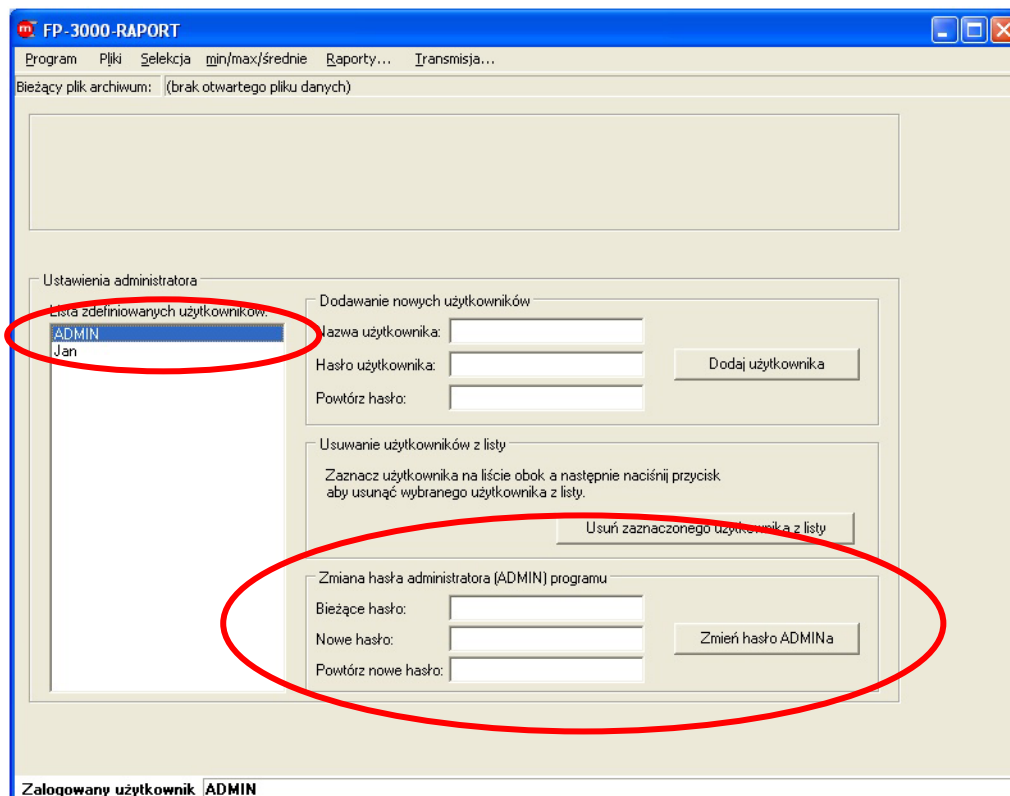 FP-3000-RAPORT
Program Pliki Selekcja min/max/średnie Raporty... Transmisja...
Bieżący plik archiwum: (brak otwartego pliku danych)
Ustawienia administratora
Lista zdefiniowanych użytkowników:
ADMIN
Jan
Dodawanie nowych użytkowników
Nazwa użytkownika:
Hasło użytkownika:
Dodaj użytkownika
Powtórz hasło:
Usuwanie użytkowników z listy
Zaznacz użytkownika na liście obok a następnie naciśnij przycisk
aby usunąć wybranego użytkownika z listy.
Usuń zaznaczonego użytkownika z listy
Zmiana hasła administratora (ADMIN) programu
Bieżące hasło:
Nowe hasło:
Zmień hasło ADMINa
Powtórz nowe hasło:
Zalogowany użytkownik ADMIN